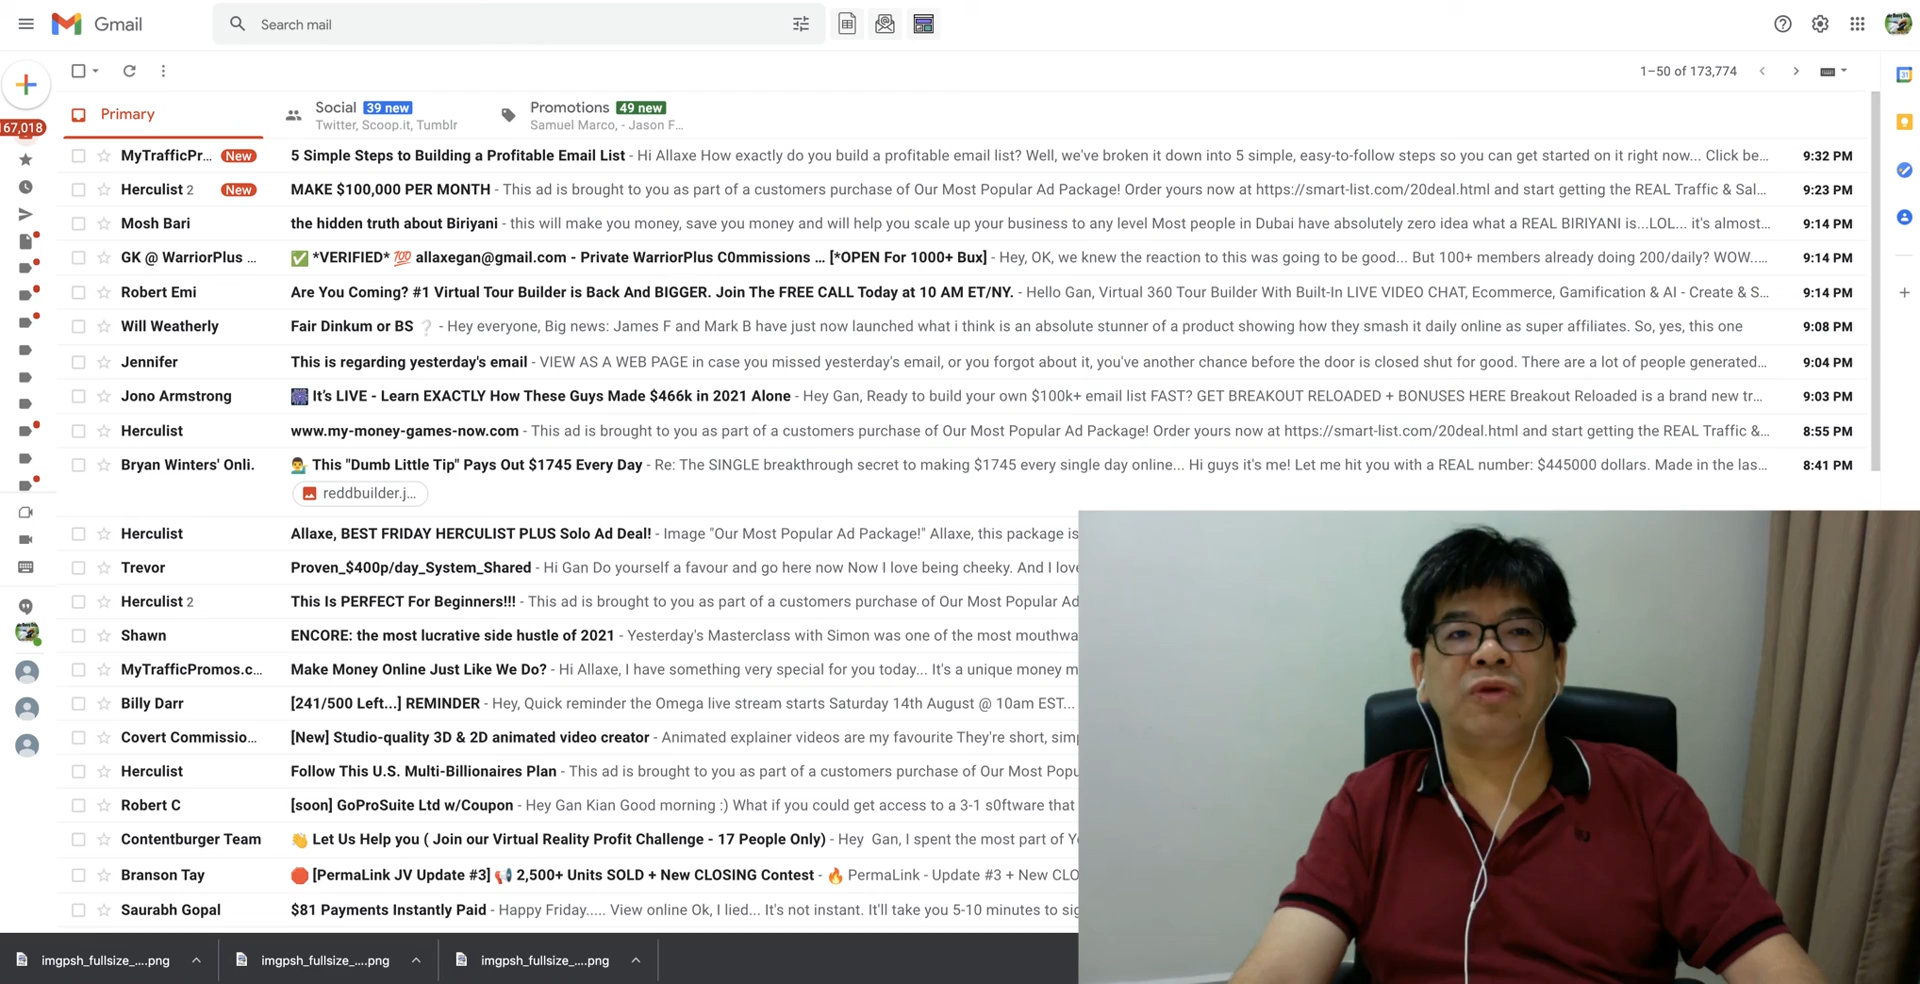 Gmail
Search mail
1–50 of 173,774
Primary
Social 39 new
Twitter, Scoop.it, Tumblr
Promotions 49 new
Samuel Marco, - Jason F...
167,018
MyTrafficPr... New 5 Simple Steps to Building a Profitable Email List - Hi Allaxe How exactly do you build a profitable email list? Well, we've broken it down into 5 simple, easy-to-follow steps so you can get started on it right now... Click be... 9:32 PM
Herculist 2 New MAKE $100,000 PER MONTH - This ad is brought to you as part of a customers purchase of Our Most Popular Ad Package! Order yours now at https://smart-list.com/20deal.html and start getting the REAL Traffic & Sal... 9:23 PM
Mosh Bari the hidden truth about Biriyani - this will make you money, save you money and will help you scale up your business to any level Most people in Dubai have absolutely zero idea what a REAL BIRIYANI is...LOL... it's almost... 9:14 PM
GK @ WarriorPlus ... ✅ *VERIFIED* 💯 allaxegan@gmail.com - Private WarriorPlus C0mmissions ... [*OPEN For 1000+ Bux] - Hey, OK, we knew the reaction to this was going to be good... But 100+ members already doing 200/daily? WOW.... 9:14 PM
Robert Emi Are You Coming? #1 Virtual Tour Builder is Back And BIGGER. Join The FREE CALL Today at 10 AM ET/NY. - Hello Gan, Virtual 360 Tour Builder With Built-In LIVE VIDEO CHAT, Ecommerce, Gamification & AI - Create & S... 9:14 PM
Will Weatherly Fair Dinkum or BS ❔ - Hey everyone, Big news: James F and Mark B have just now launched what i think is an absolute stunner of a product showing how they smash it daily online as super affiliates. So, yes, this one 9:08 PM
Jennifer This is regarding yesterday's email - VIEW AS A WEB PAGE in case you missed yesterday's email, or you forgot about it, you've another chance before the door is closed shut for good. There are a lot of people generated... 9:04 PM
Jono Armstrong 🎆 It's LIVE - Learn EXACTLY How These Guys Made $466k in 2021 Alone - Hey Gan, Ready to build your own $100k+ email list FAST? GET BREAKOUT RELOADED + BONUSES HERE Breakout Reloaded is a brand new tr... 9:03 PM
Herculist www.my-money-games-now.com - This ad is brought to you as part of a customers purchase of Our Most Popular Ad Package! Order yours now at https://smart-list.com/20deal.html and start getting the REAL Traffic &... 8:55 PM
Bryan Winters' Onli. 💁‍♂️ This "Dumb Little Tip" Pays Out $1745 Every Day - Re: The SINGLE breakthrough secret to making $1745 every single day online... Hi guys it's me! Let me hit you with a REAL number: $445000 dollars. Made in the las... 8:41 PM
reddbuilder.j...
Herculist Allaxe, BEST FRIDAY HERCULIST PLUS Solo Ad Deal! - Image "Our Most Popular Ad Package!" Allaxe, this package is
Trevor Proven_$400p/day_System_Shared - Hi Gan Do yourself a favour and go here now Now I love being cheeky. And I love
Herculist 2 This Is PERFECT For Beginners!!! - This ad is brought to you as part of a customers purchase of Our Most Popular Ad
Shawn ENCORE: the most lucrative side hustle of 2021 - Yesterday's Masterclass with Simon was one of the most mouthwa
MyTrafficPromos.c... Make Money Online Just Like We Do? - Hi Allaxe, I have something very special for you today... It's a unique money m
Billy Darr [241/500 Left...] REMINDER - Hey, Quick reminder the Omega live stream starts Saturday 14th August @ 10am EST...
Covert Commissio... [New] Studio-quality 3D & 2D animated video creator - Animated explainer videos are my favourite They're short, sim
Herculist Follow This U.S. Multi-Billionaires Plan - This ad is brought to you as part of a customers purchase of Our Most Popu
Robert C [soon] GoProSuite Ltd w/Coupon - Hey Gan Kian Good morning :) What if you could get access to a 3-1 s0ftware that
Contentburger Team 👋 Let Us Help you ( Join our Virtual Reality Profit Challenge - 17 People Only) - Hey Gan, I spent the most part of Y
Branson Tay 🛑 [PermaLink JV Update #3] 📢 2,500+ Units SOLD + New CLOSING Contest - 🔥 PermaLink - Update #3 + New CLO
Saurabh Gopal $81 Payments Instantly Paid - Happy Friday..... View online Ok, I lied... It's not instant. It'll take you 5-10 minutes to sig
imgpsh_fullsize_....png imgpsh_fullsize_....png imgpsh_fullsize_....png